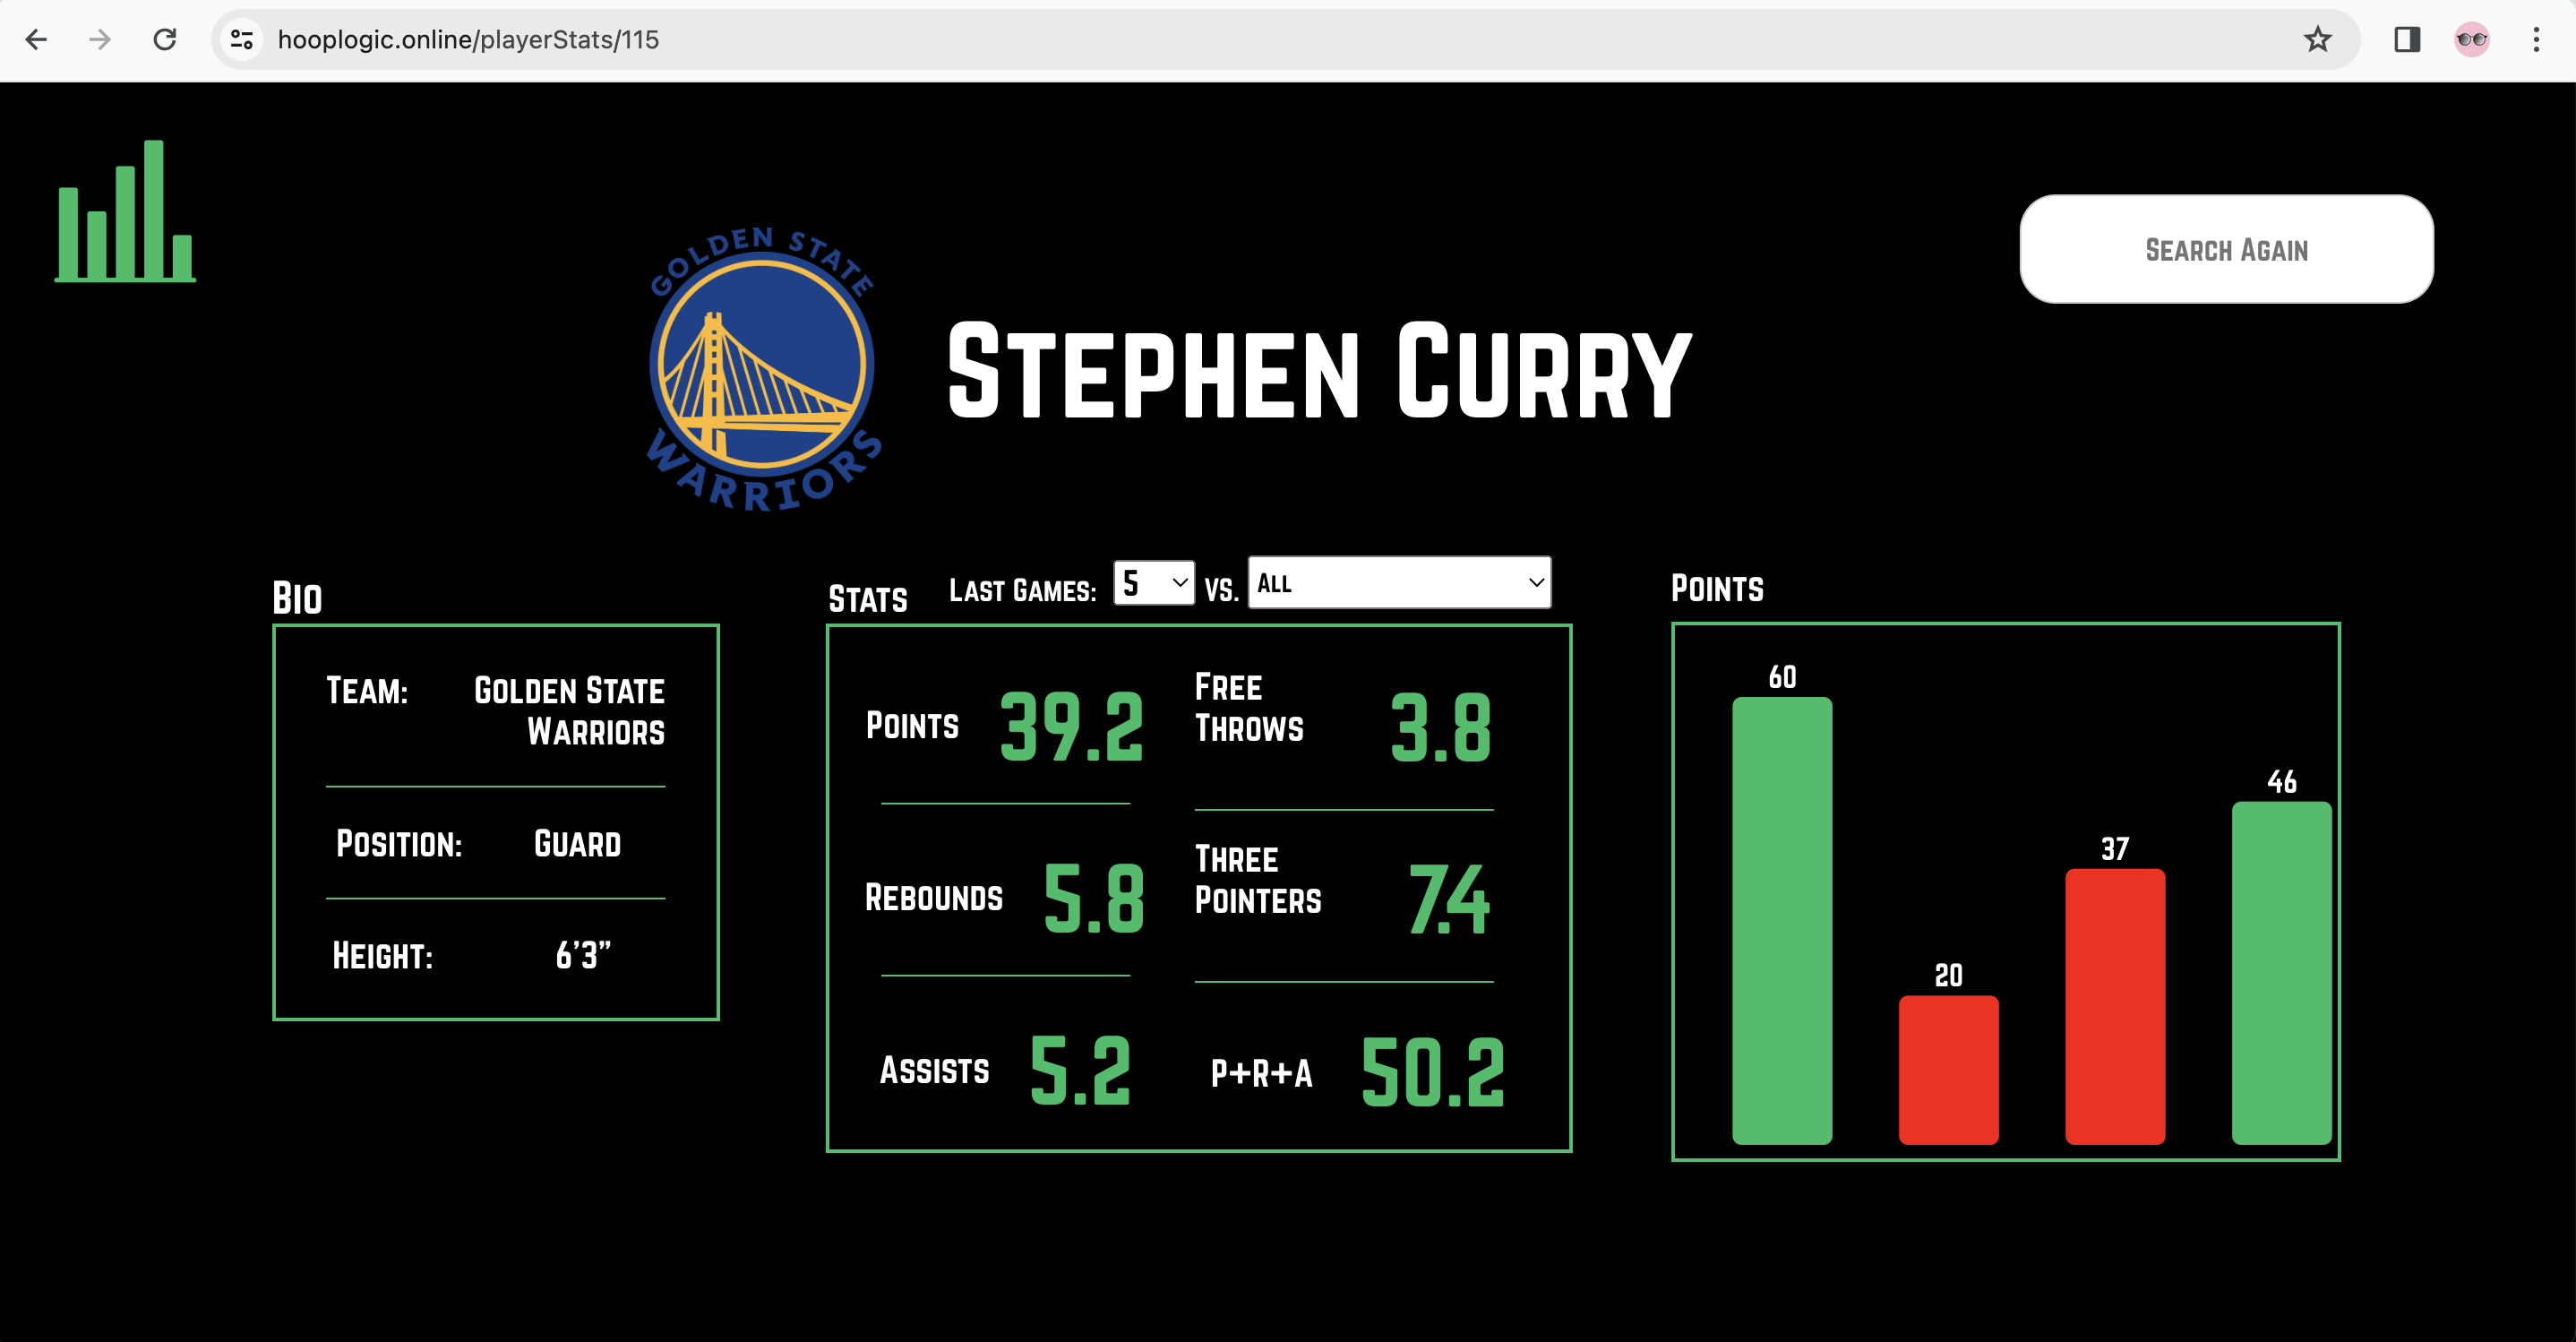 hooplogic.online/playerStats/115
GOLDEN STATE
WARRIORS
STEPHEN CURRY
SEARCH AGAIN
BIO
TEAM: GOLDEN STATE
WARRIORS
POSITION: GUARD
HEIGHT: 6'3"
STATS LAST GAMES: 5 VS. ALL
POINTS 39.2
FREE
THROWS 3.8
REBOUNDS 5.8
THREE
POINTERS 7.4
ASSISTS 5.2
P+R+A 50.2
POINTS
60
20
37
46